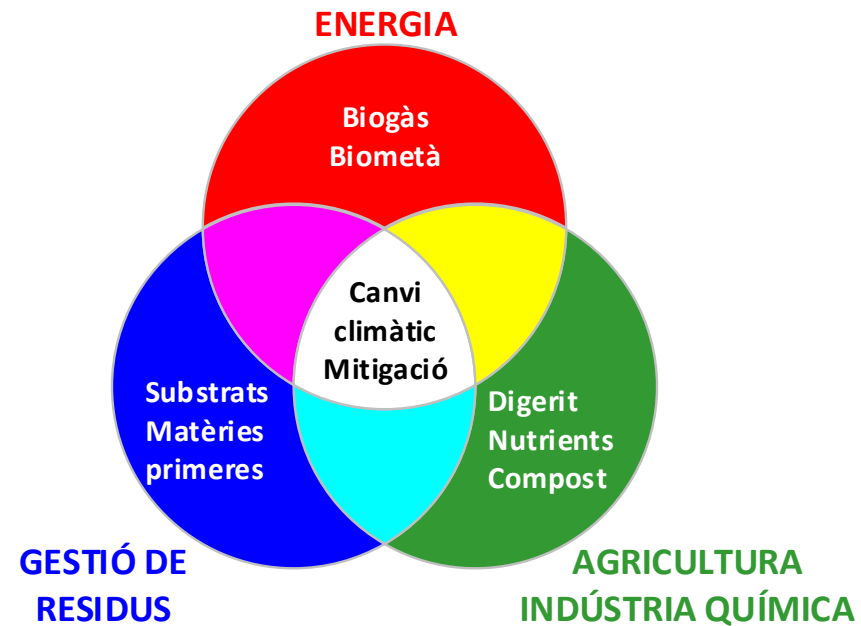 ENERGIA
Biogàs
Biometà
Canvi
climàtic
Mitigació
Substrats
Matèries
primeres
Digerit
Nutrients
Compost
GESTIÓ DE
RESIDUS
AGRICULTURA
INDÚSTRIA QUÍMICA